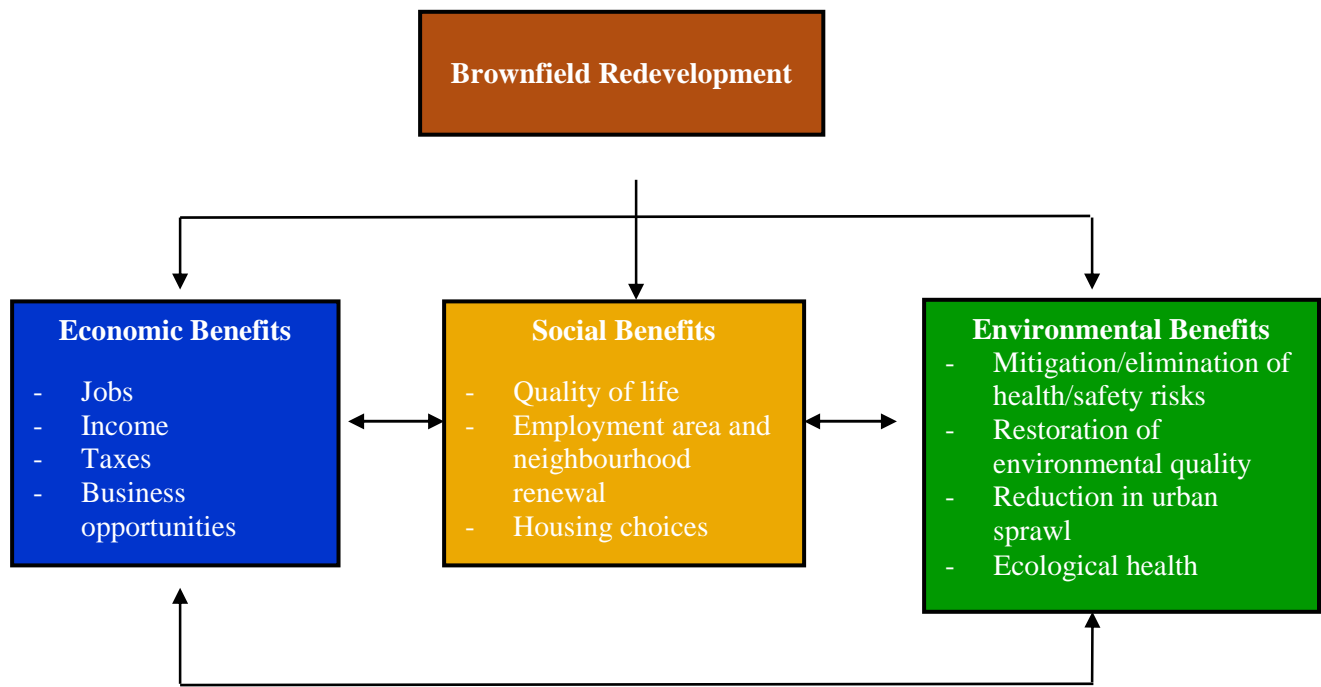 Brownfield Redevelopment
Economic Benefits
- Jobs
- Income
- Taxes
- Business
opportunities
Social Benefits
- Quality of life
- Employment area and
neighbourhood
renewal
- Housing choices
Environmental Benefits
- Mitigation/elimination of
health/safety risks
- Restoration of
environmental quality
- Reduction in urban
sprawl
- Ecological health